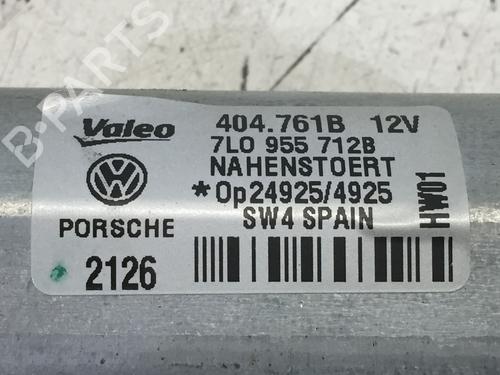 Valeo 404.761B 12V
7L0 955 712B
NAHENSTOERT
*Op24925/4925
PORSCHE SW4 SPAIN
HW01
2126
B-PARTS